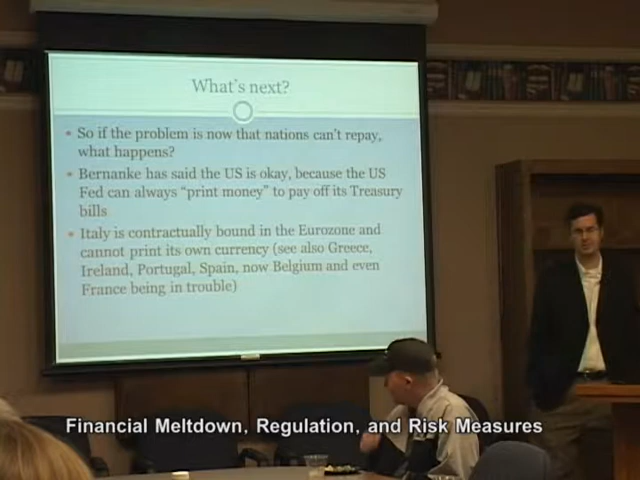 What's next?
• So if the problem is now that nations can't repay,
what happens?
• Bernanke has said the US is okay, because the US
Fed can always "print money" to pay off its Treasury
bills
• Italy is contractually bound in the Eurozone and
cannot print its own currency (see also Greece,
Ireland, Portugal, Spain, now Belgium and even
France being in trouble)
Financial Meltdown, Regulation, and Risk Measures